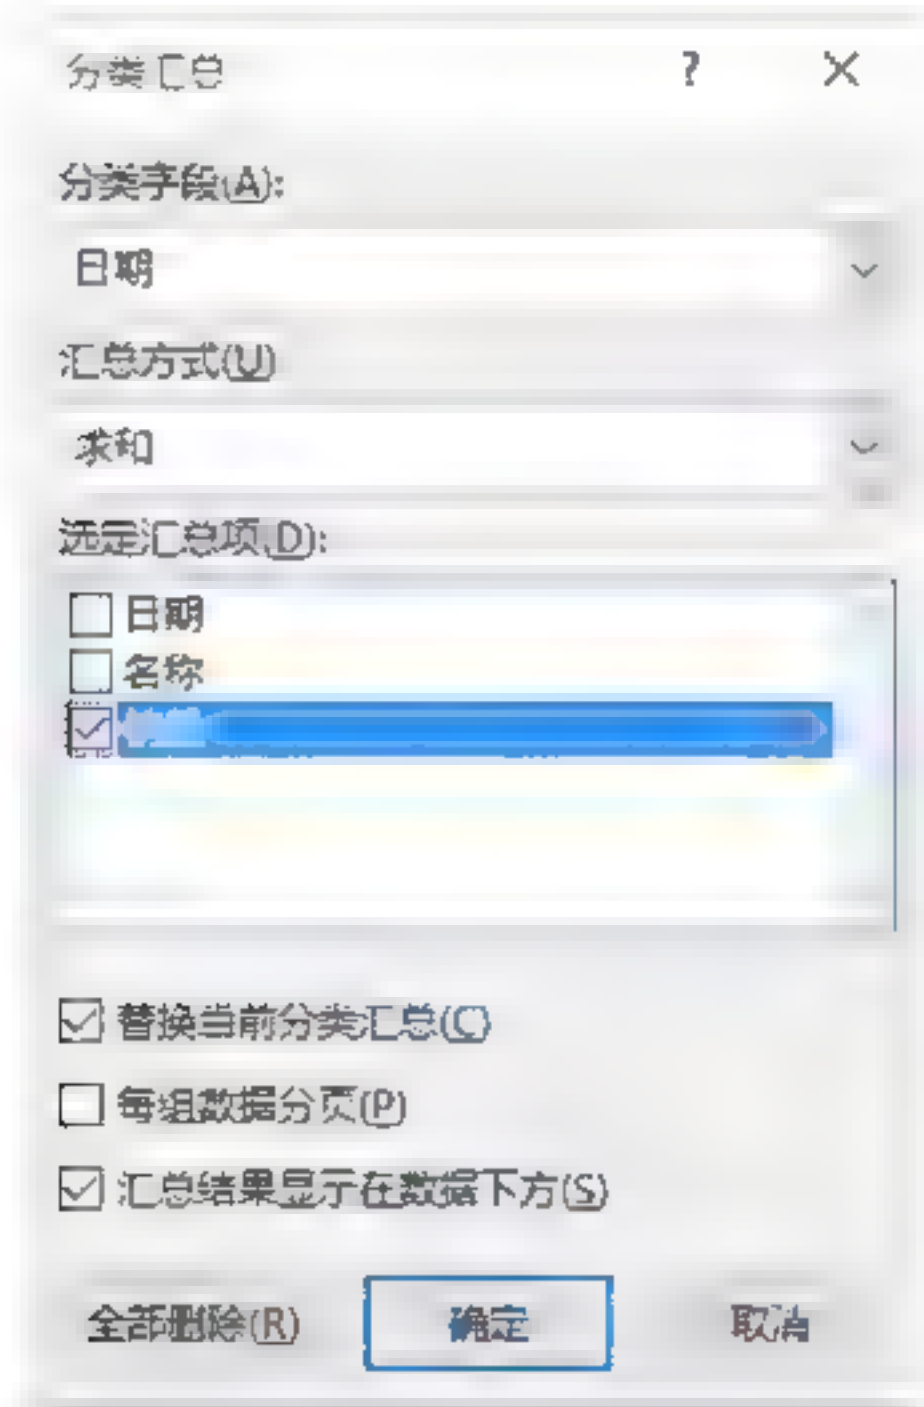 分类汇总
分类字段(A):
日期
汇总方式(U)
求和
选定汇总项(D):
日期
名称
替换当前分类汇总(C)
每组数据分页(P)
汇总结果显示在数据下方(S)
全部删除(R) 确定 取消